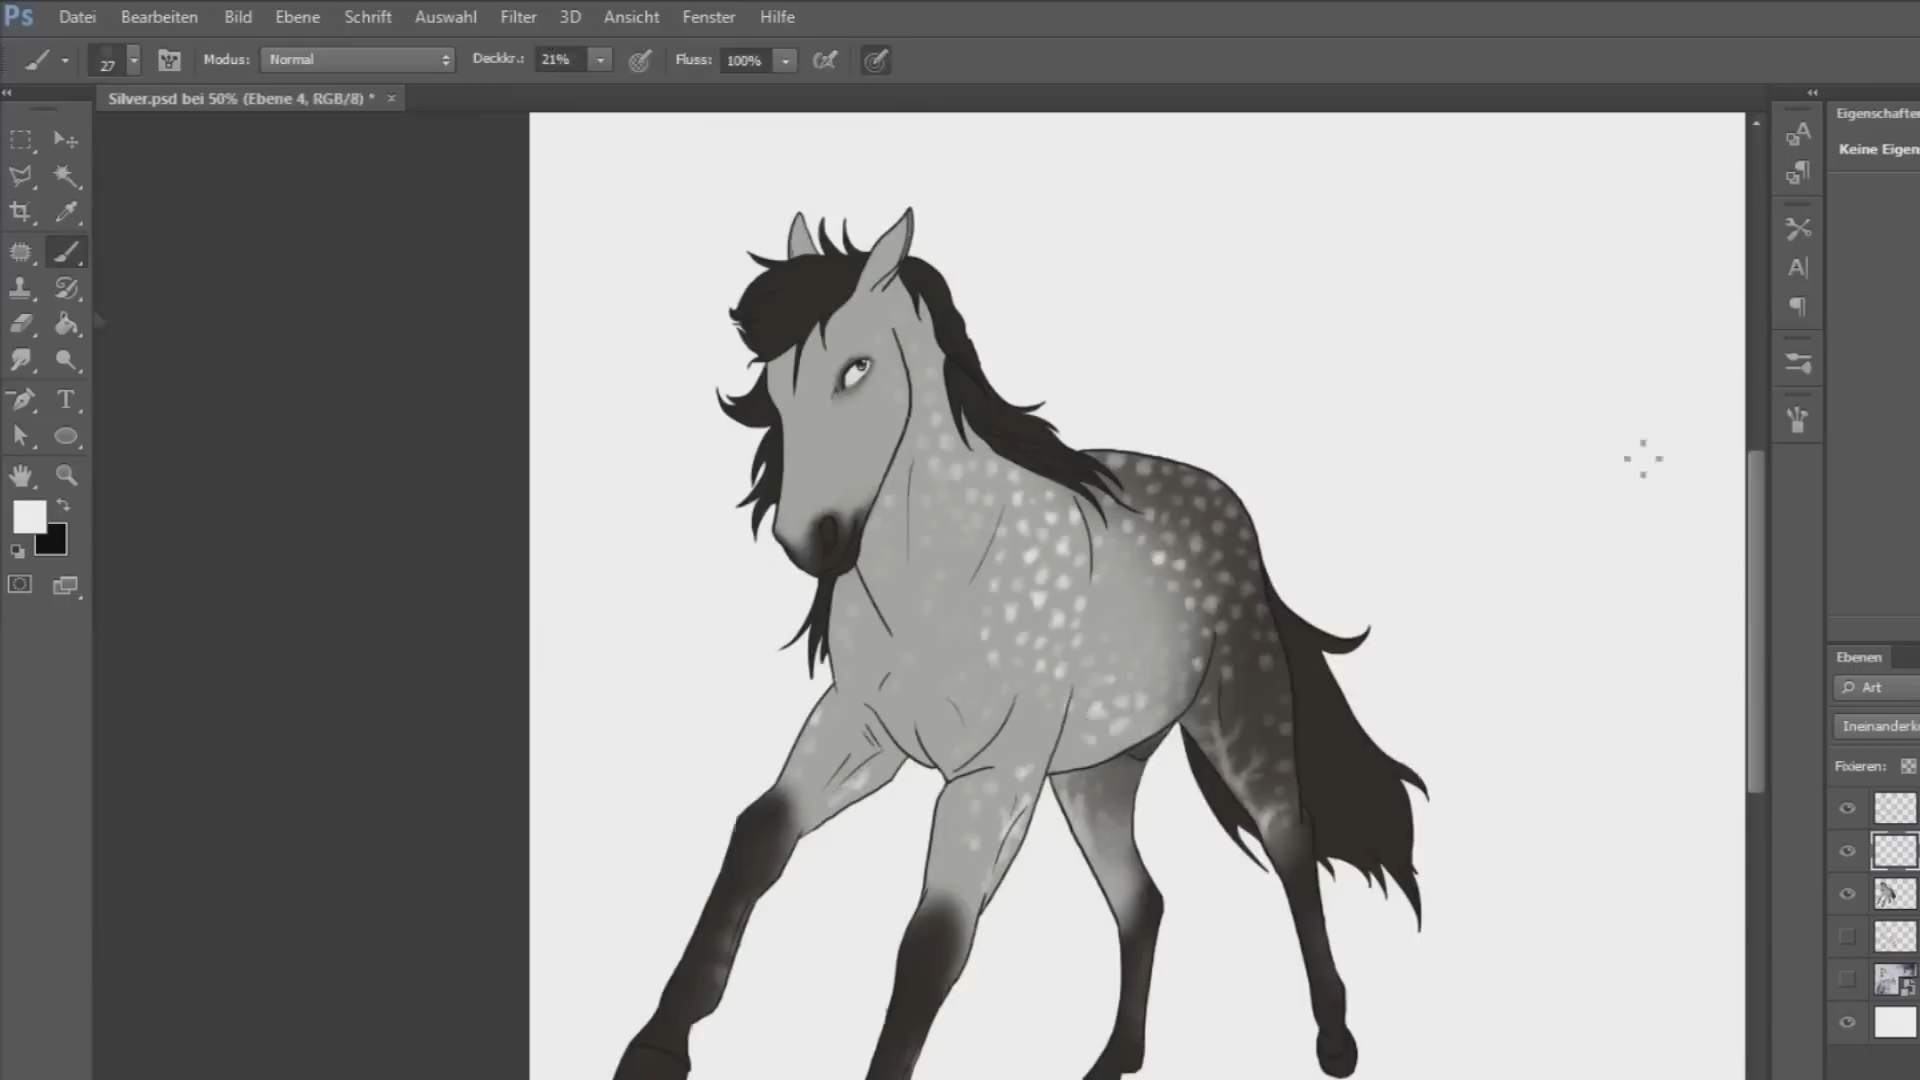 Ps Datei Bearbeiten Bild Ebene Schrift Auswahl Filter 3D Ansicht Fenster Hilfe
27 Modus: Normal Deckkr.: 21% Fluss: 100%
Silver.psd bei 50% (Ebene 4, RGB/8) * ×
Eigenschaften
Keine Eigen
Ebenen
Art
Ineinanderk
Fixieren: